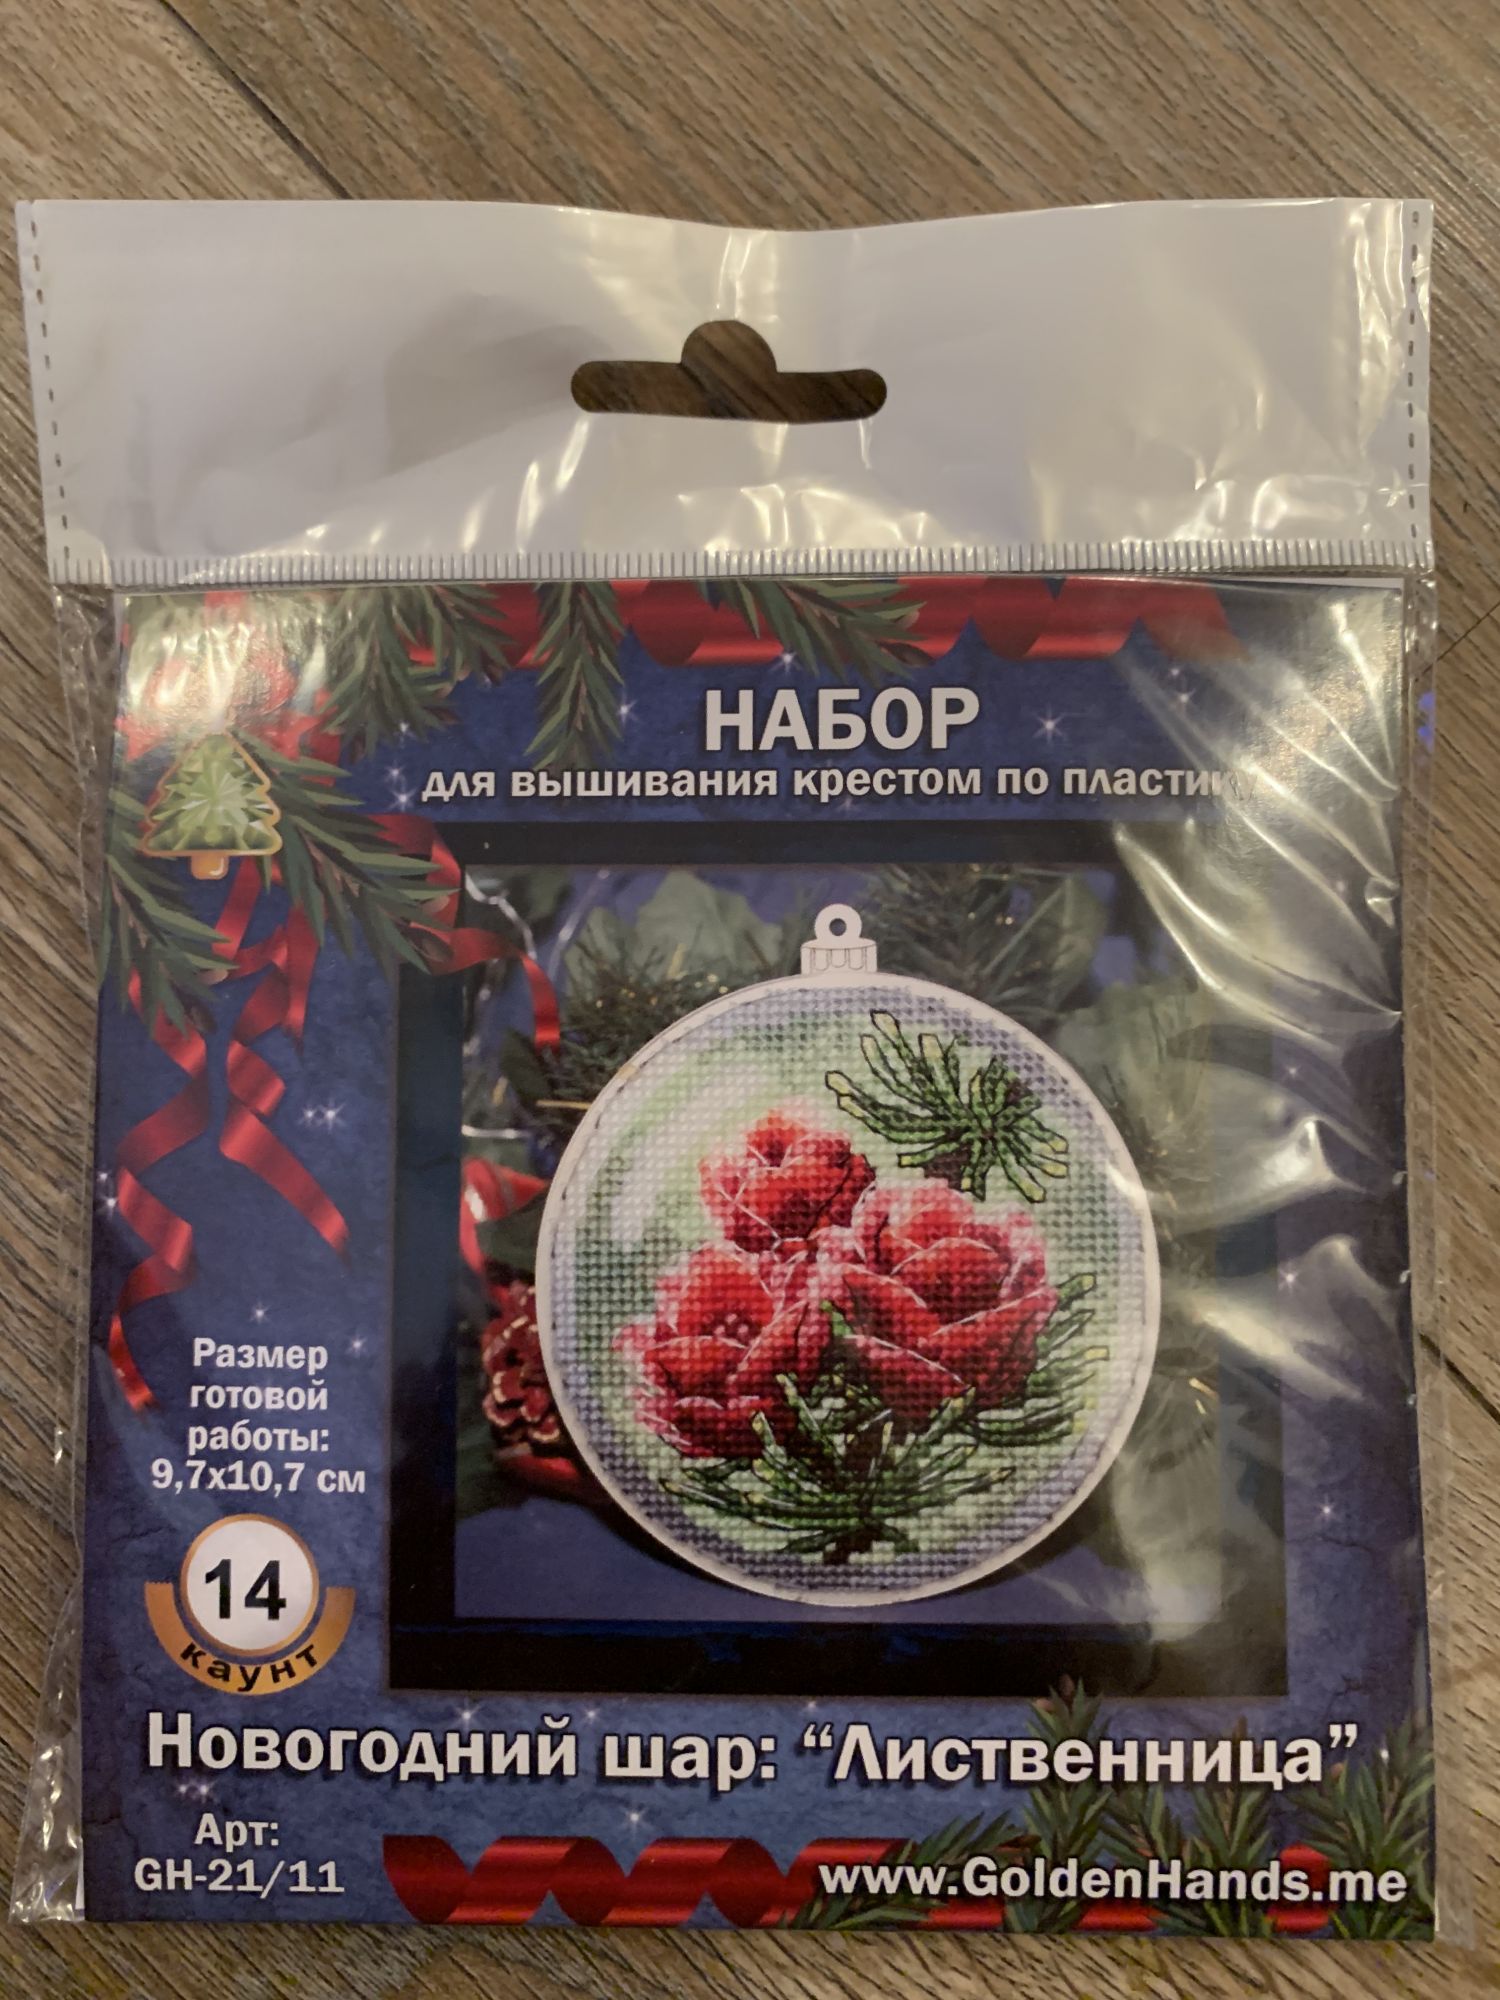 НАБОР
для вышивания крестом по пластику
Размер
готовой
работы:
9,7х10,7 см
14
каунт
Новогодний шар: “Лиственница”
Арт:
GH-21/11
www.GoldenHands.me